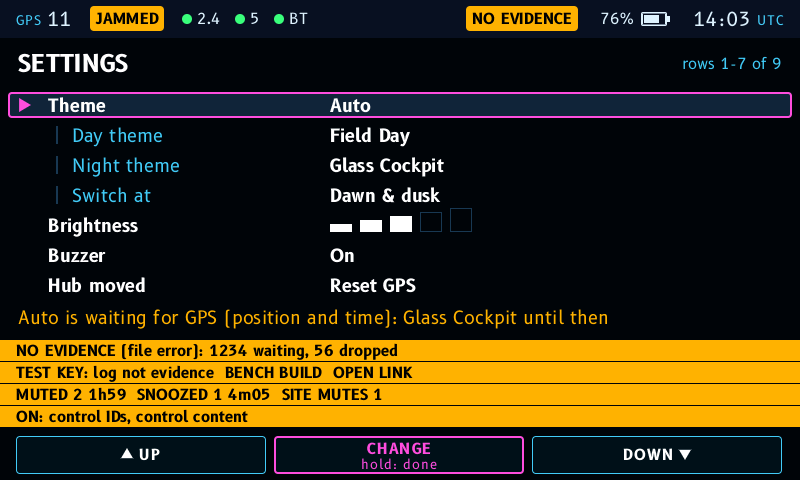 GPS 11 JAMMED 2.4 5 BT NO EVIDENCE 76% 14:03 UTC
SETTINGS rows 1-7 of 9
▶ Theme Auto
Day theme Field Day
Night theme Glass Cockpit
Switch at Dawn & dusk
Brightness
Buzzer On
Hub moved Reset GPS
Auto is waiting for GPS (position and time): Glass Cockpit until then
NO EVIDENCE (file error): 1234 waiting, 56 dropped
TEST KEY: log not evidence BENCH BUILD OPEN LINK
MUTED 2 1h59 SNOOZED 1 4m05 SITE MUTES 1
ON: control IDs, control content
▲ UP CHANGE DOWN ▼
hold: done